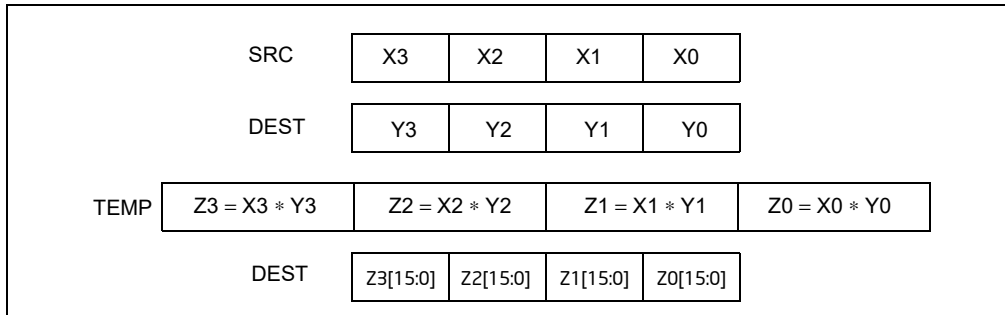 SRC X3 X2 X1 X0
DEST Y3 Y2 Y1 Y0
TEMP Z3 = X3 ∗ Y3 Z2 = X2 ∗ Y2 Z1 = X1 ∗ Y1 Z0 = X0 ∗ Y0
DEST Z3[15:0] Z2[15:0] Z1[15:0] Z0[15:0]